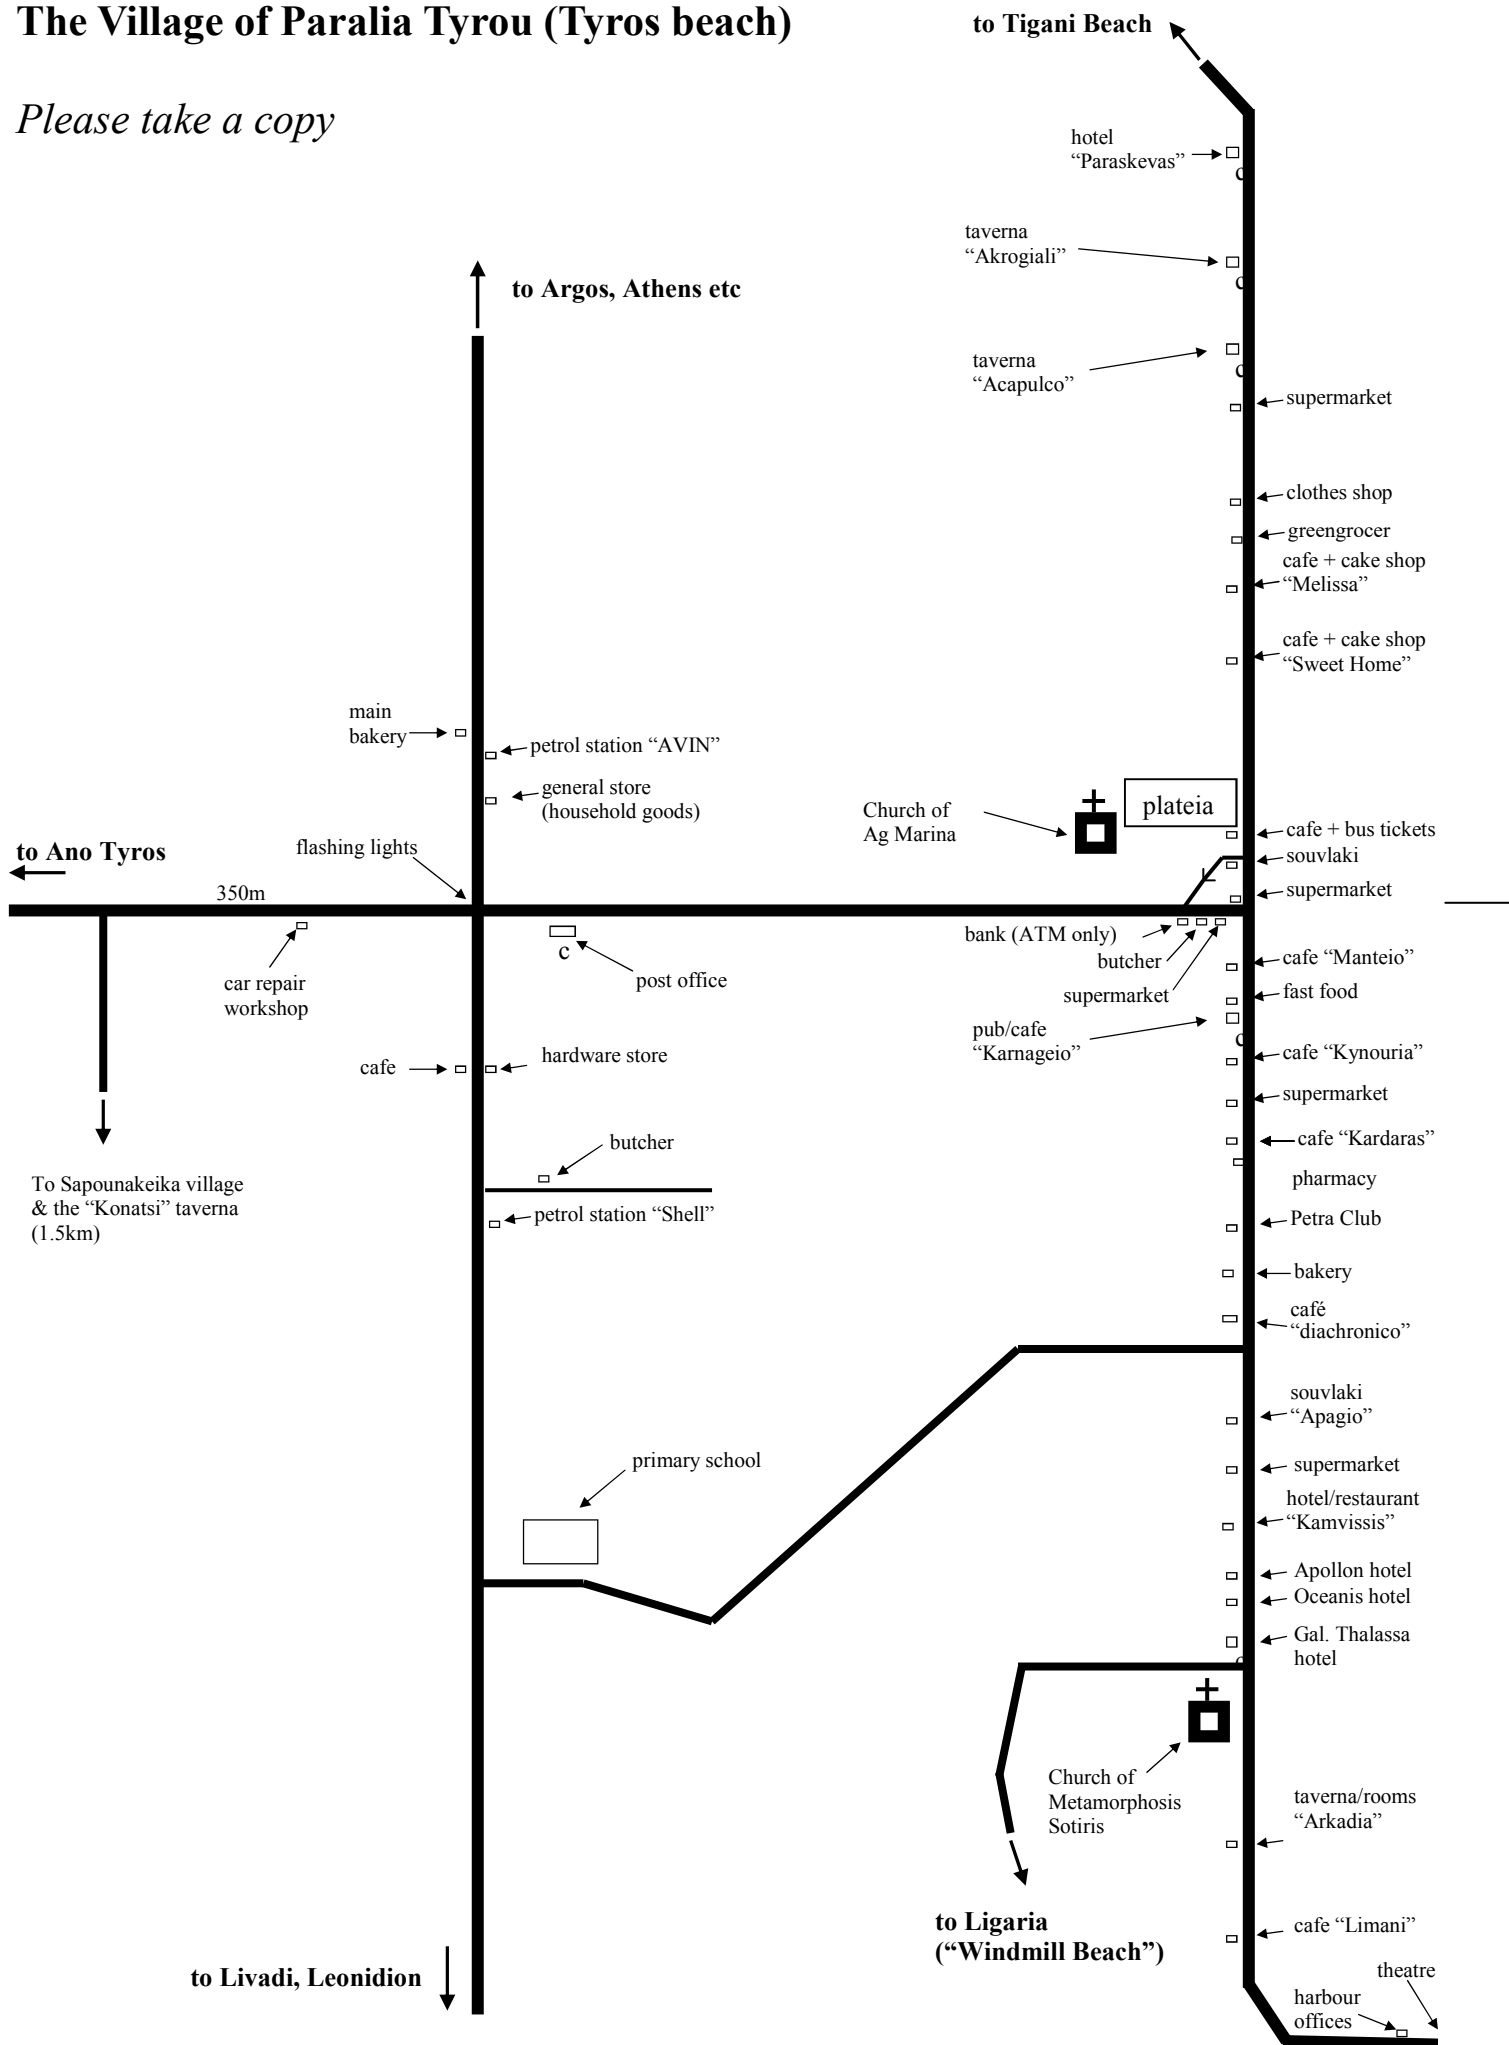 The Village of Paralia Tyrou (Tyros beach)
to Tigani Beach
Please take a copy
hotel
“Paraskevas”
c
taverna
“Akrogiali”
c
to Argos, Athens etc
taverna
“Acapulco”
c
supermarket
clothes shop
greengrocer
cafe + cake shop
“Melissa”
cafe + cake shop
“Sweet Home”
main
bakery
petrol station “AVIN”
general store
(household goods)
plateia
Church of
Ag Marina
cafe + bus tickets
souvlaki
supermarket
to Ano Tyros
flashing lights
350m
bank (ATM only)
butcher
supermarket
cafe “Manteio”
fast food
c
post office
car repair
workshop
pub/cafe
“Karnageio”
c
cafe “Kynouria”
cafe
hardware store
supermarket
butcher
cafe “Kardaras”
pharmacy
To Sapounakeika village
& the “Konatsi” taverna
(1.5km)
petrol station “Shell”
Petra Club
bakery
café
“diachronico”
souvlaki
“Apagio”
primary school
supermarket
hotel/restaurant
“Kamvissis”
Apollon hotel
Oceanis hotel
Gal. Thalassa
hotel
c
Church of
Metamorphosis
Sotiris
taverna/rooms
“Arkadia”
to Ligaria
(“Windmill Beach”)
cafe “Limani”
to Livadi, Leonidion
theatre
harbour
offices